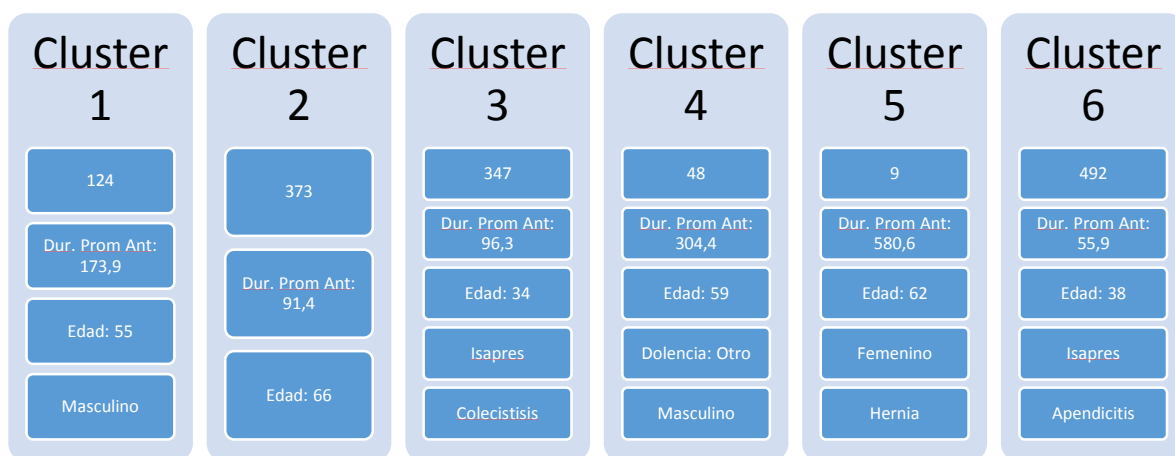 Cluster
1
124
Dur. Prom Ant:
173,9
Edad: 55
Masculino
Cluster
2
373
Dur. Prom Ant:
91,4
Edad: 66
Cluster
3
347
Dur. Prom Ant:
96,3
Edad: 34
Isapres
Colecistisis
Cluster
4
48
Dur. Prom Ant:
304,4
Edad: 59
Dolencia: Otro
Masculino
Cluster
5
9
Dur. Prom Ant:
580,6
Edad: 62
Femenino
Hernia
Cluster
6
492
Dur. Prom Ant:
55,9
Edad: 38
Isapres
Apendicitis